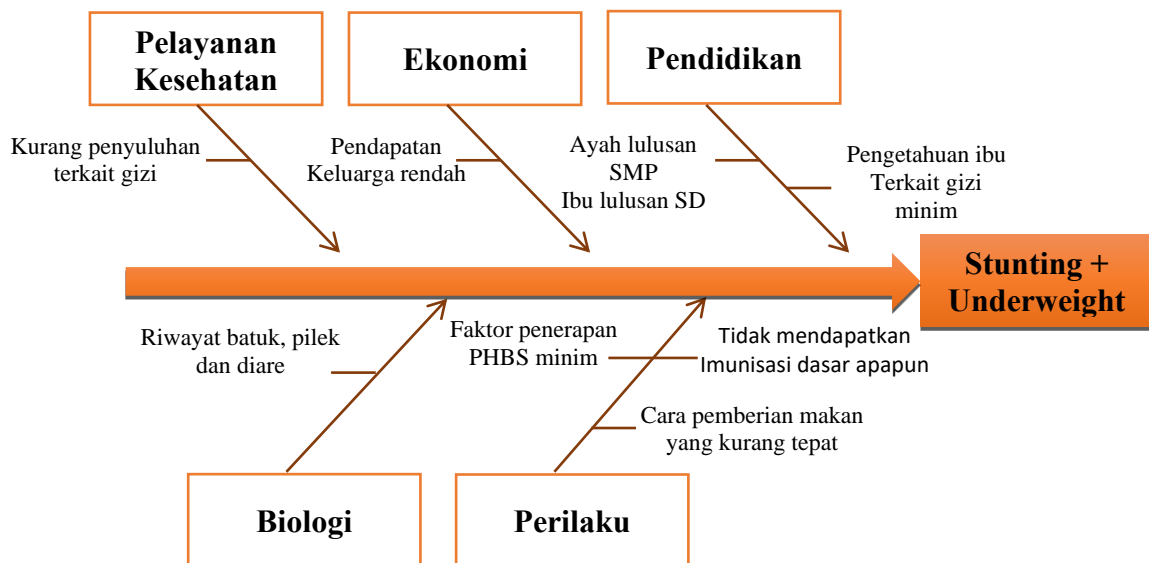 Pelayanan
Kesehatan
Ekonomi
Pendidikan
Kurang penyuluhan
terkait gizi
Pendapatan
Keluarga rendah
Ayah lulusan
SMP
Ibu lulusan SD
Pengetahuan ibu
Terkait gizi
minim
Stunting +
Underweight
Riwayat batuk, pilek
dan diare
Faktor penerapan
PHBS minim
Tidak mendapatkan
Imunisasi dasar apapun
Cara pemberian makan
yang kurang tepat
Biologi
Perilaku